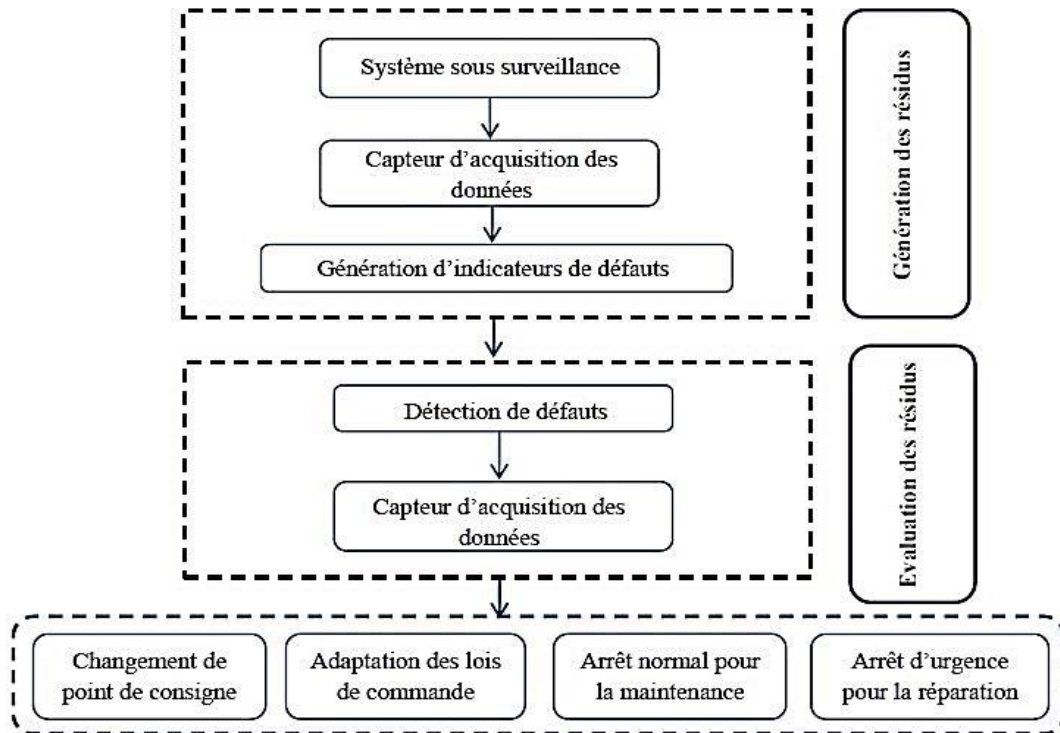 Système sous surveillance
Capteur d'acquisition des
données
Génération d'indicateurs de défauts
Génération des résidus
Détection de défauts
Capteur d'acquisition des
données
Evaluation des résidus
Changement de
point de consigne
Adaptation des lois
de commande
Arrêt normal pour
la maintenance
Arrêt d'urgence
pour la réparation